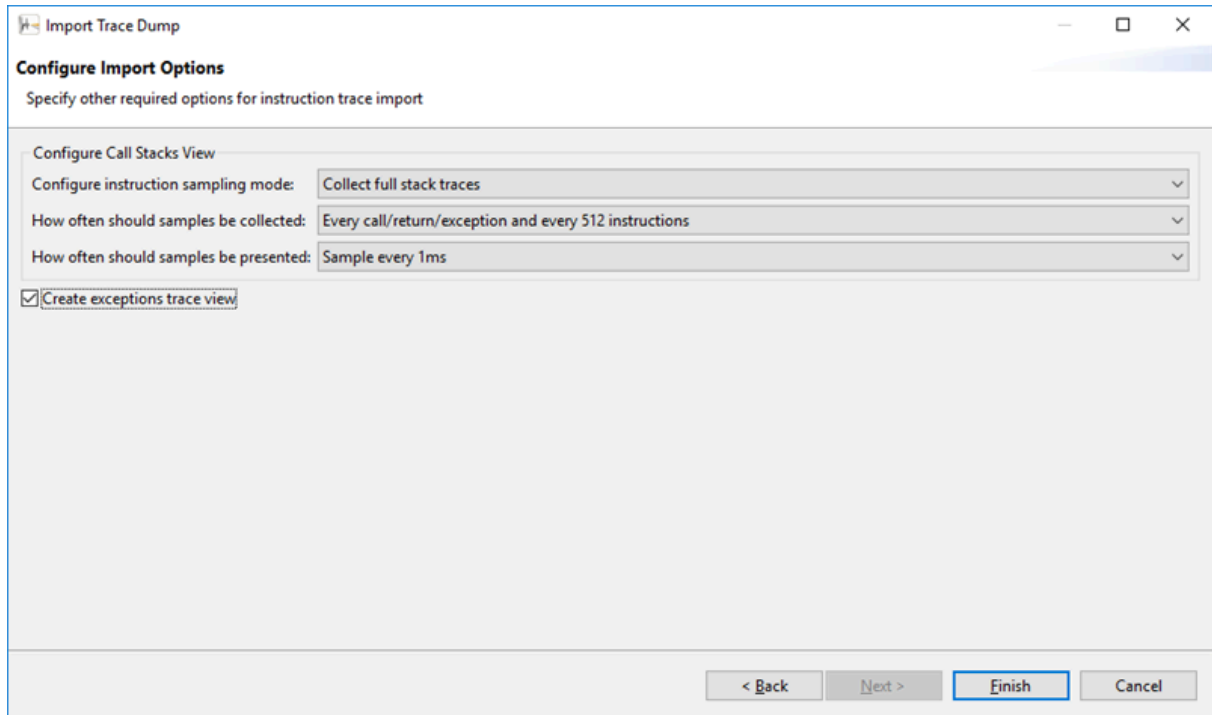 Import Trace Dump
Configure Import Options
Specify other required options for instruction trace import
Configure Call Stacks View
Configure instruction sampling mode: Collect full stack traces
How often should samples be collected: Every call/return/exception and every 512 instructions
How often should samples be presented: Sample every 1ms
Create exceptions trace view
< Back Next > Finish Cancel